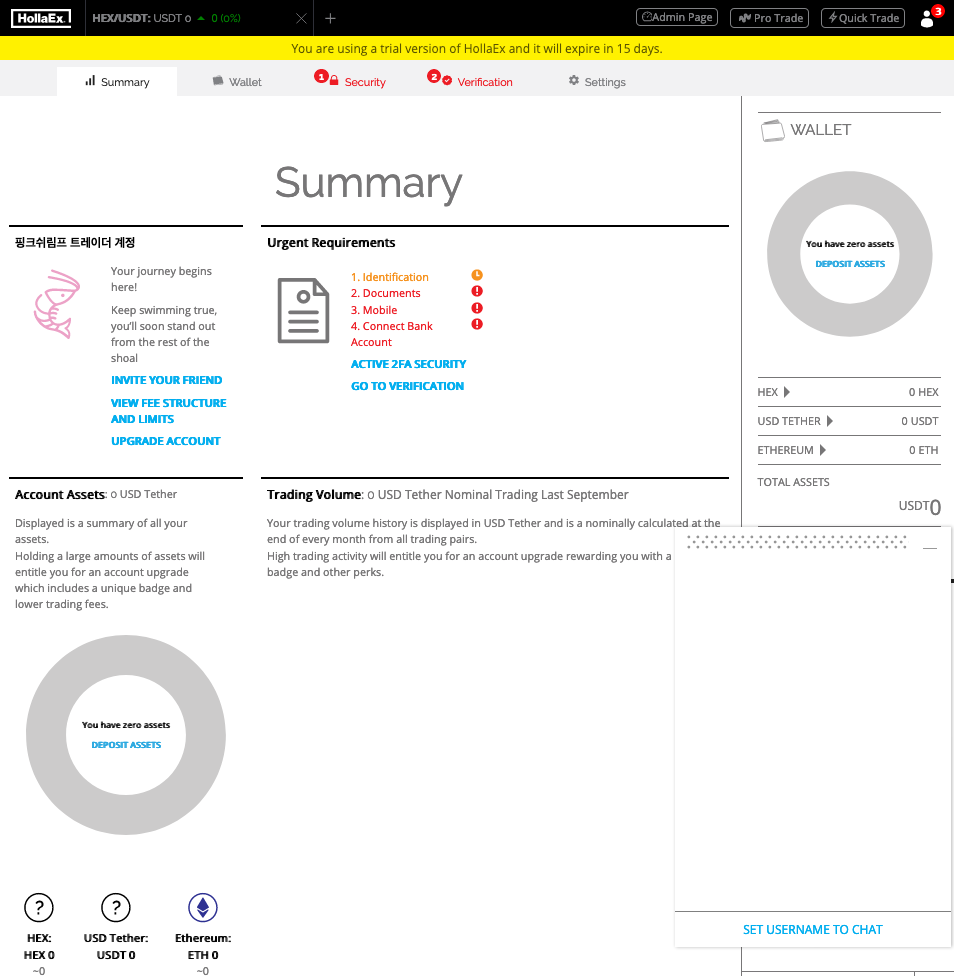 HollaEx.
HEX/USDT: USDT 0 ▲ 0 (0%)
Admin Page
Pro Trade
Quick Trade
3
You are using a trial version of HollaEx and it will expire in 15 days.
Summary
Wallet
1 Security
2 Verification
Settings
Summary
핑크쉬림프 트레이더 계정
Your journey begins
here!
Keep swimming true,
you'll soon stand out
from the rest of the
shoal
INVITE YOUR FRIEND
VIEW FEE STRUCTURE
AND LIMITS
UPGRADE ACCOUNT
Urgent Requirements
1. Identification
2. Documents
3. Mobile
4. Connect Bank
Account
ACTIVE 2FA SECURITY
GO TO VERIFICATION
Account Assets: 0 USD Tether
Displayed is a summary of all your
assets.
Holding a large amounts of assets will
entitle you for an account upgrade
which includes a unique badge and
lower trading fees.
You have zero assets
DEPOSIT ASSETS
?
HEX:
HEX 0
~0
?
USD Tether:
USDT 0
Ethereum:
ETH 0
~0
Trading Volume: 0 USD Tether Nominal Trading Last September
Your trading volume history is displayed in USD Tether and is a nominally calculated at the
end of every month from all trading pairs.
High trading activity will entitle you for an account upgrade rewarding you with a
badge and other perks.
WALLET
You have zero assets
DEPOSIT ASSETS
HEX 0 HEX
USD TETHER 0 USDT
ETHEREUM 0 ETH
TOTAL ASSETS
USDT0
SET USERNAME TO CHAT